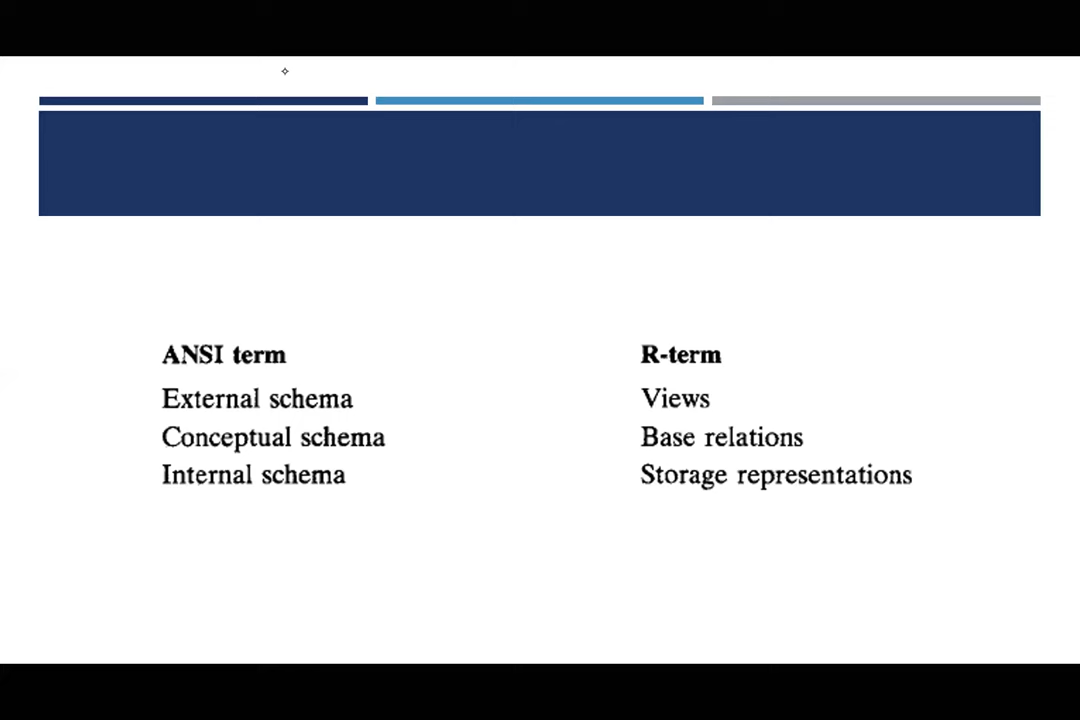 ANSI term R-term
External schema Views
Conceptual schema Base relations
Internal schema Storage representations